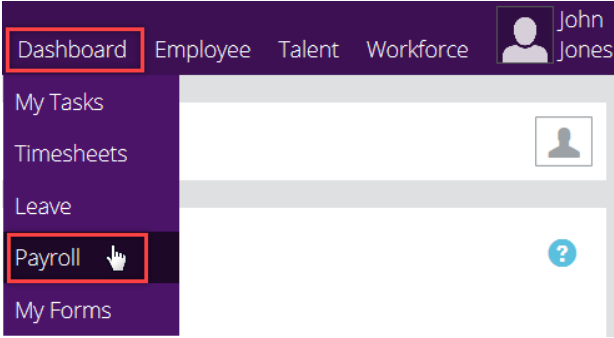 Dashboard Employee Talent Workforce John Jones
My Tasks
Timesheets
Leave
Payroll
?
My Forms